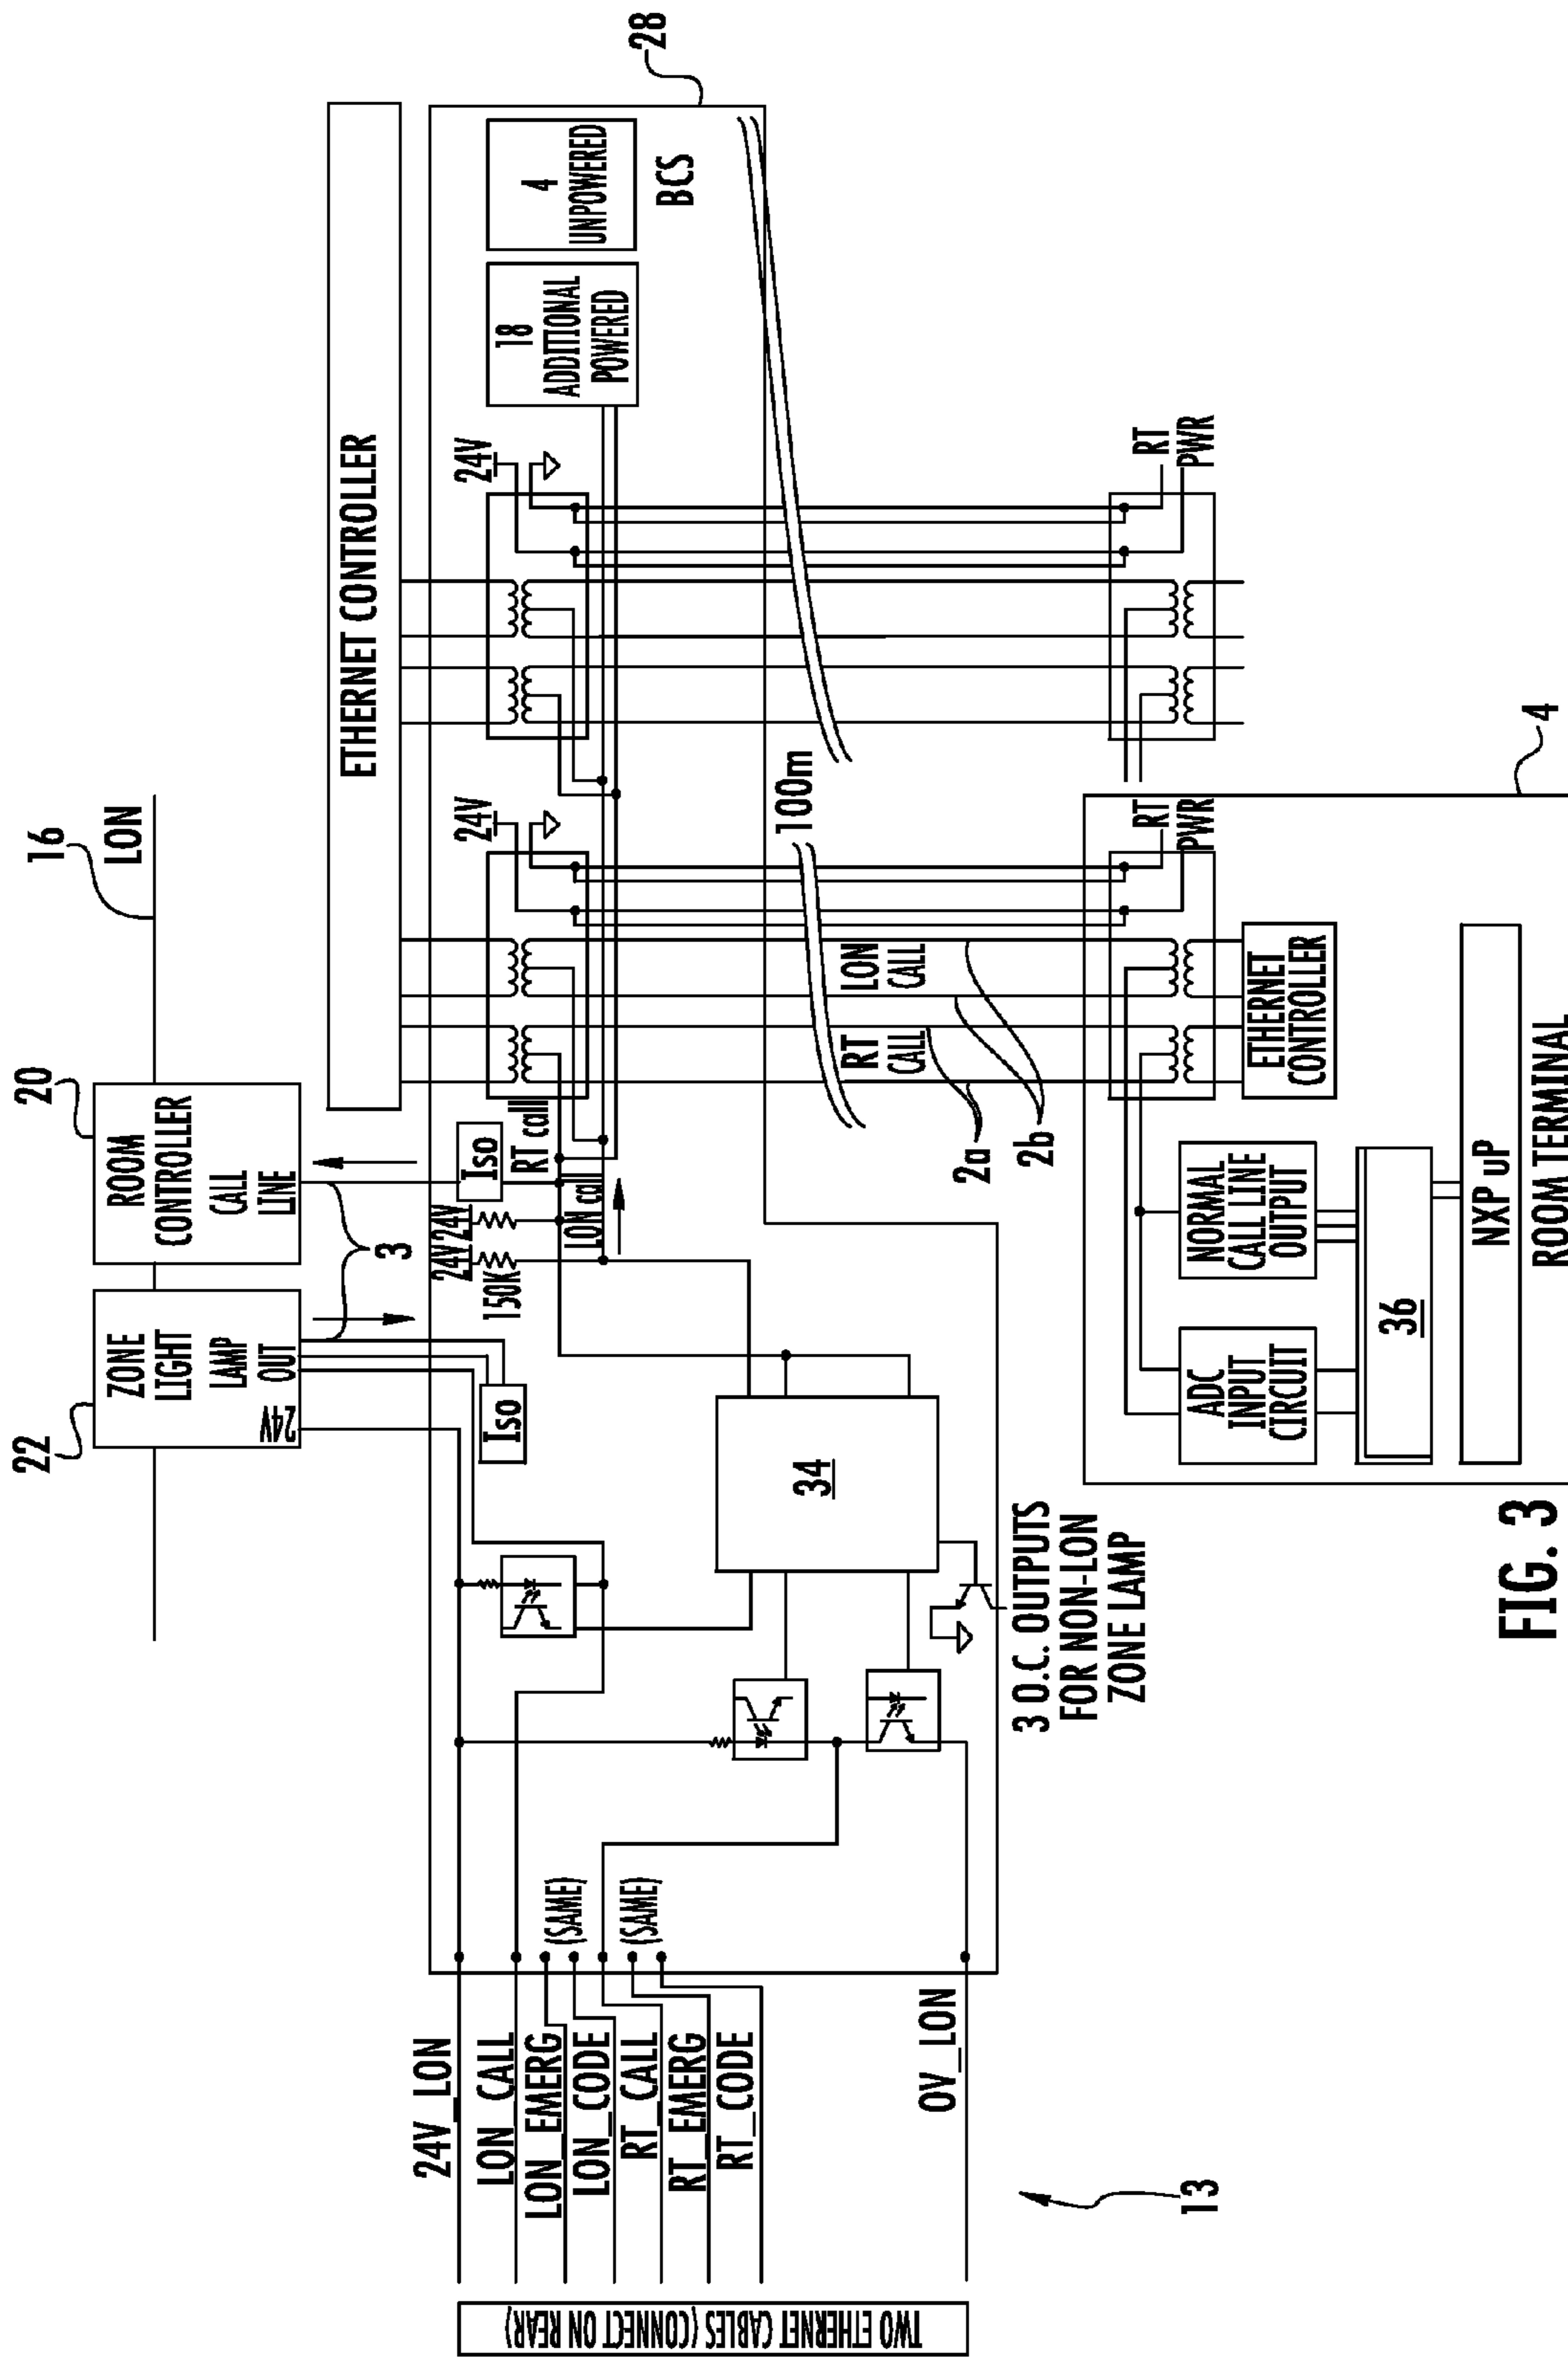 16
LON
20
ROOM
CONTROLLER
CALL
LINE
22
ZONE
LIGHT
LAMP
OUT
24V
3
ETHERNET CONTROLLER
28
4
UNPOWERED
BCS
18
ADDITIONAL
POWERED
24V
24V
24V
24V
150K
Iso
RT call
LON call
Iso
34
3 O.C. OUTPUTS
FOR NON-LON
ZONE LAMP
24V_LON
LON_CALL
LON_EMERG
(SAME)
LON_CODE
RT_CALL
(SAME)
RT_EMERG
RT_CODE
0V_LON
TWO ETHERNET CABLES (CONNECT ON REAR)
13
100m
LON
CALL
RT
CALL
2a
2b
RT
PWR
RT
PWR
4
ETHERNET
CONTROLLER
NORMAL
CALL LINE
OUTPUT
ADC
INPUT
CIRCUIT
36
NXP uP
ROOM TERMINAL
FIG. 3